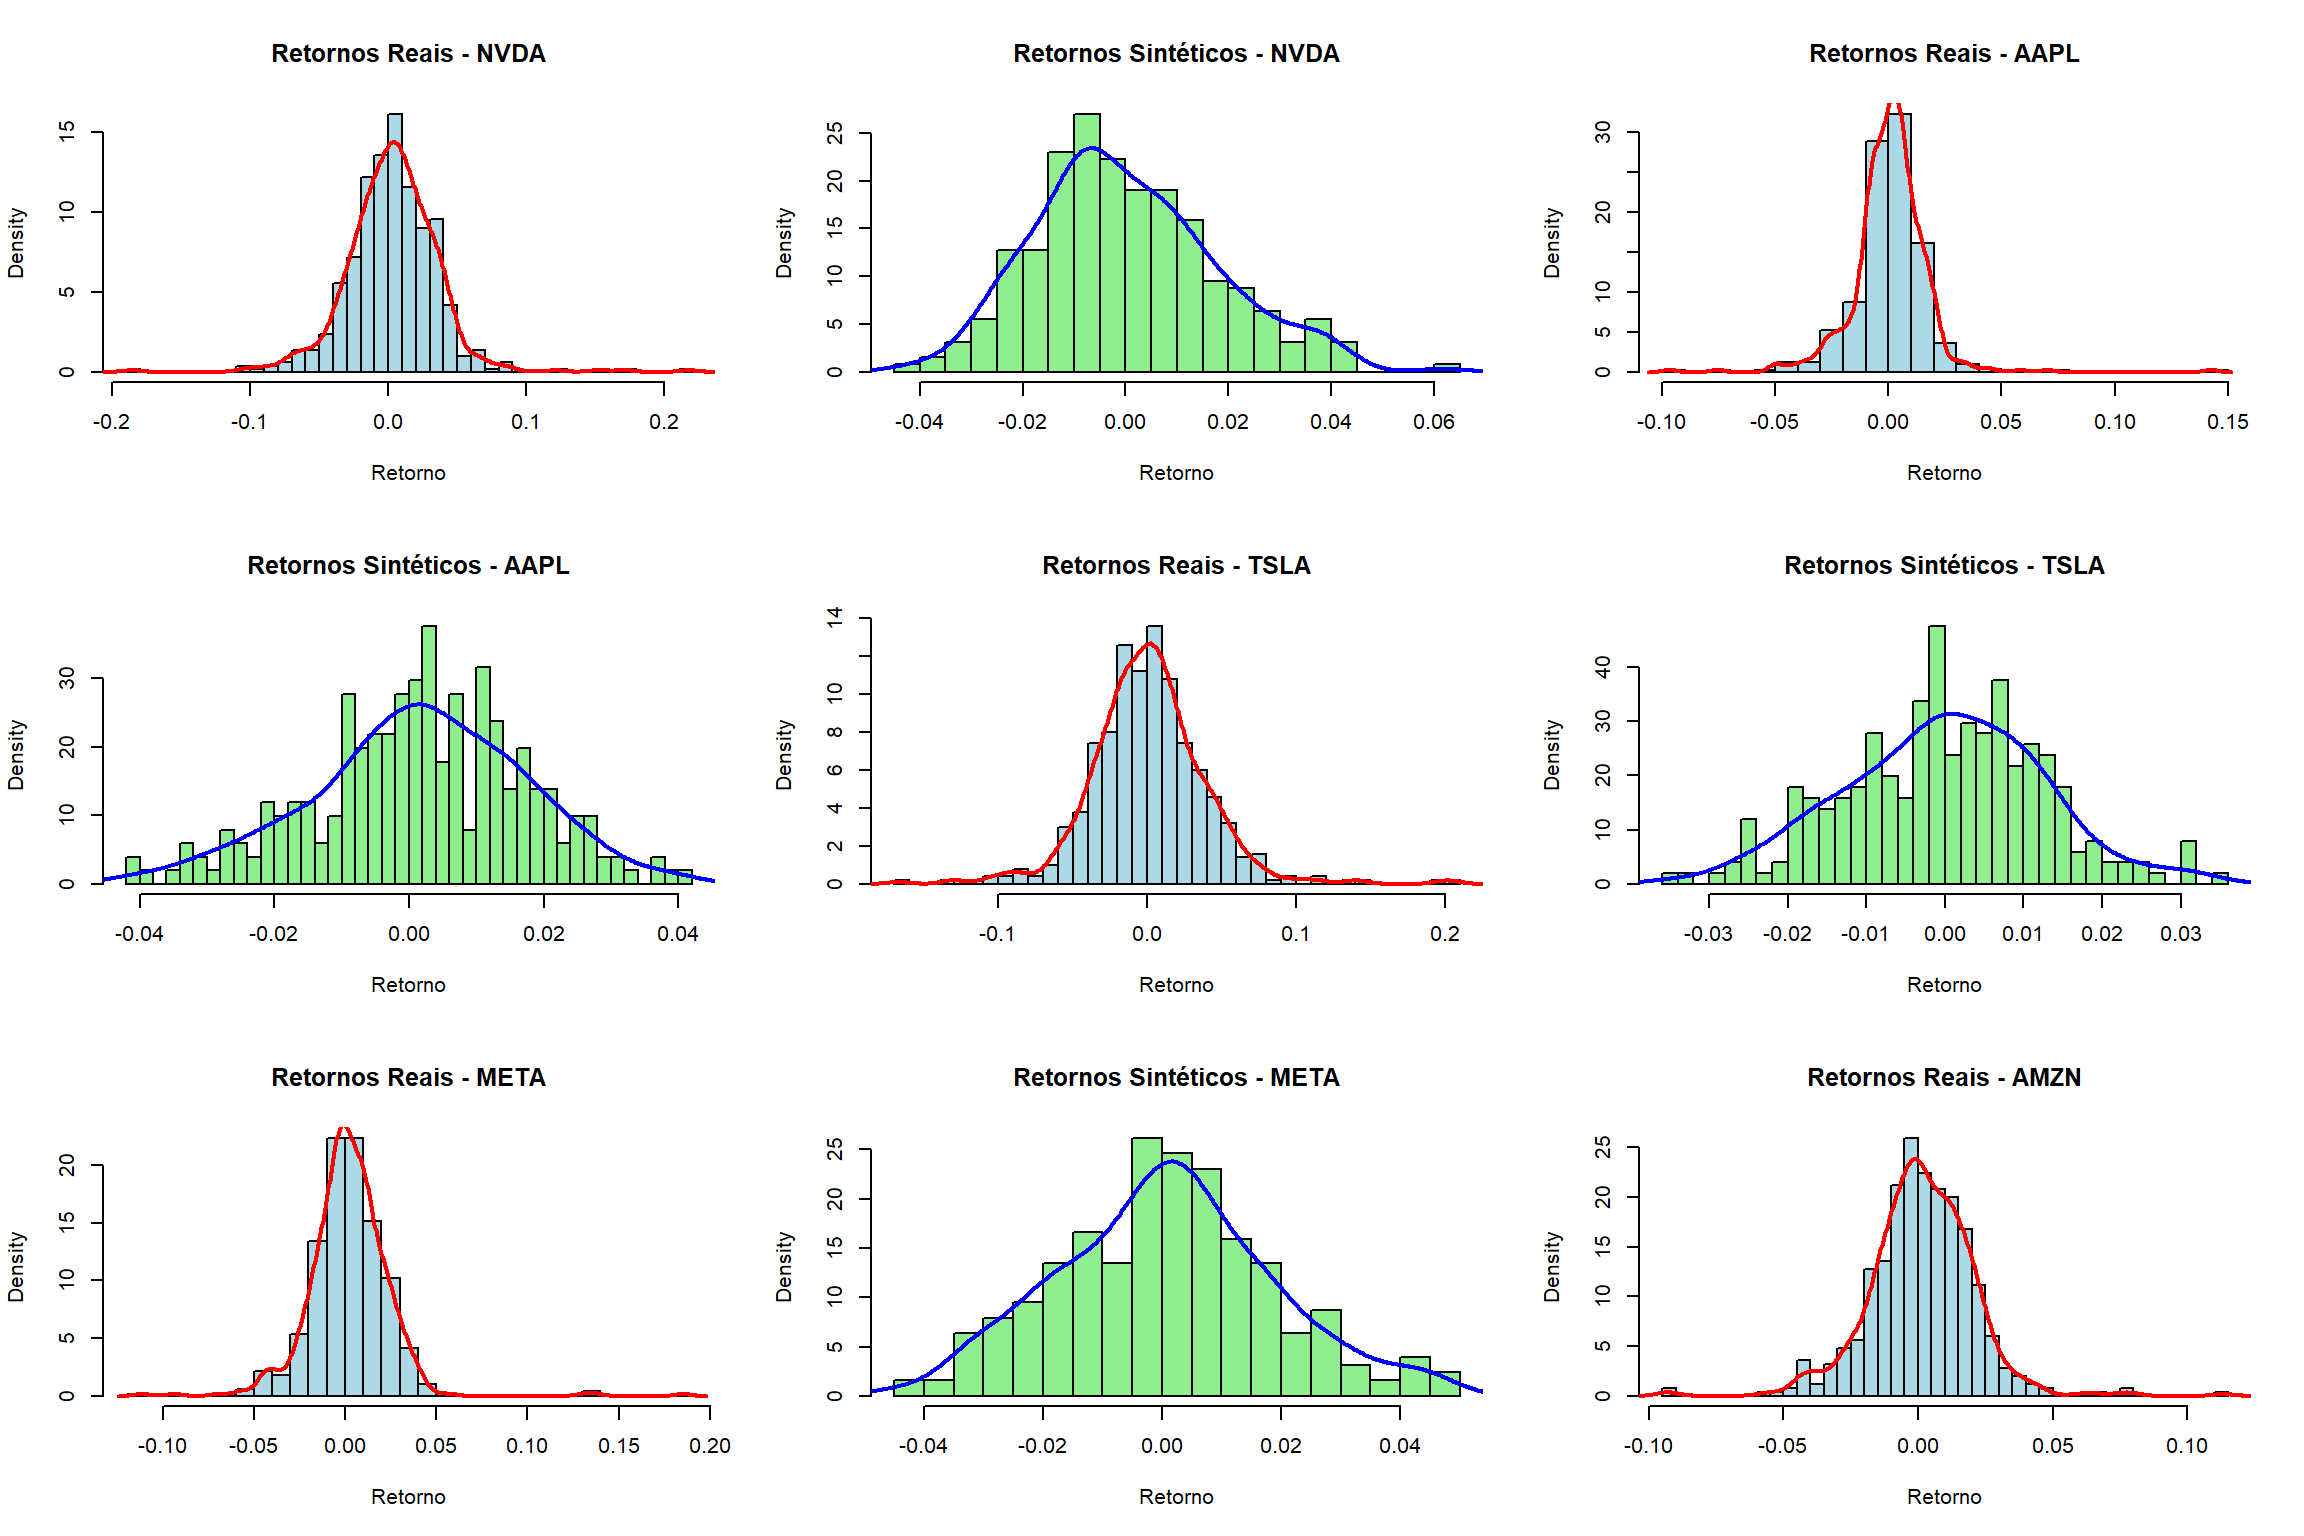 Retornos Reais - NVDA
Density
0 5 10 15
-0.2 -0.1 0.0 0.1 0.2
Retorno
Retornos Sintéticos - NVDA
Density
0 5 10 15 20 25
-0.04 -0.02 0.00 0.02 0.04 0.06
Retorno
Retornos Reais - AAPL
Density
0 5 10 20 30
-0.10 -0.05 0.00 0.05 0.10 0.15
Retorno
Retornos Sintéticos - AAPL
Density
0 10 20 30
-0.04 -0.02 0.00 0.02 0.04
Retorno
Retornos Reais - TSLA
Density
0 2 4 6 8 10 14
-0.1 0.0 0.1 0.2
Retorno
Retornos Sintéticos - TSLA
Density
0 10 20 30 40
-0.03 -0.02 -0.01 0.00 0.01 0.02 0.03
Retorno
Retornos Reais - META
Density
0 5 10 15 20
-0.10 -0.05 0.00 0.05 0.10 0.15 0.20
Retorno
Retornos Sintéticos - META
Density
0 5 10 15 20 25
-0.04 -0.02 0.00 0.02 0.04
Retorno
Retornos Reais - AMZN
Density
0 5 10 15 20 25
-0.10 -0.05 0.00 0.05 0.10
Retorno